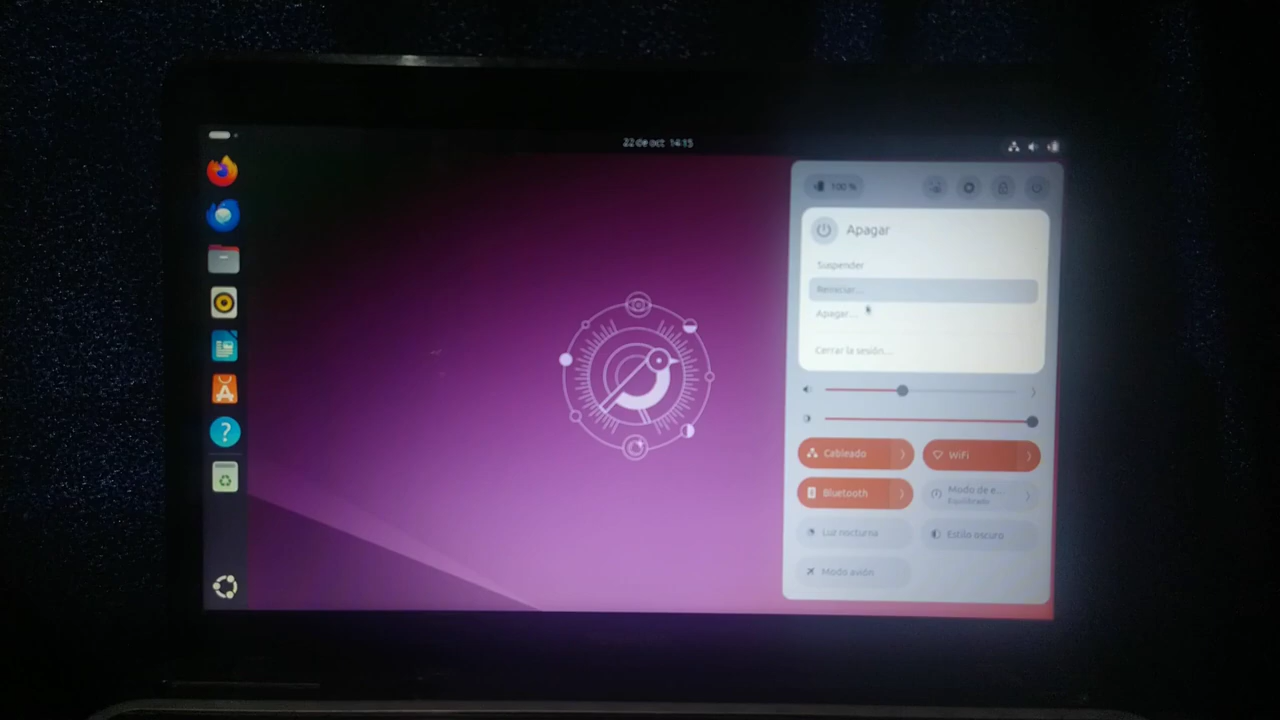 22 de oct 14:15
100 %
Apagar
Suspender
Reiniciar...
Apagar...
Cerrar la sesión...
Cableado
WiFi
Bluetooth
Modo de e...
Equilibrado
Luz nocturna
Estilo oscuro
Modo avión